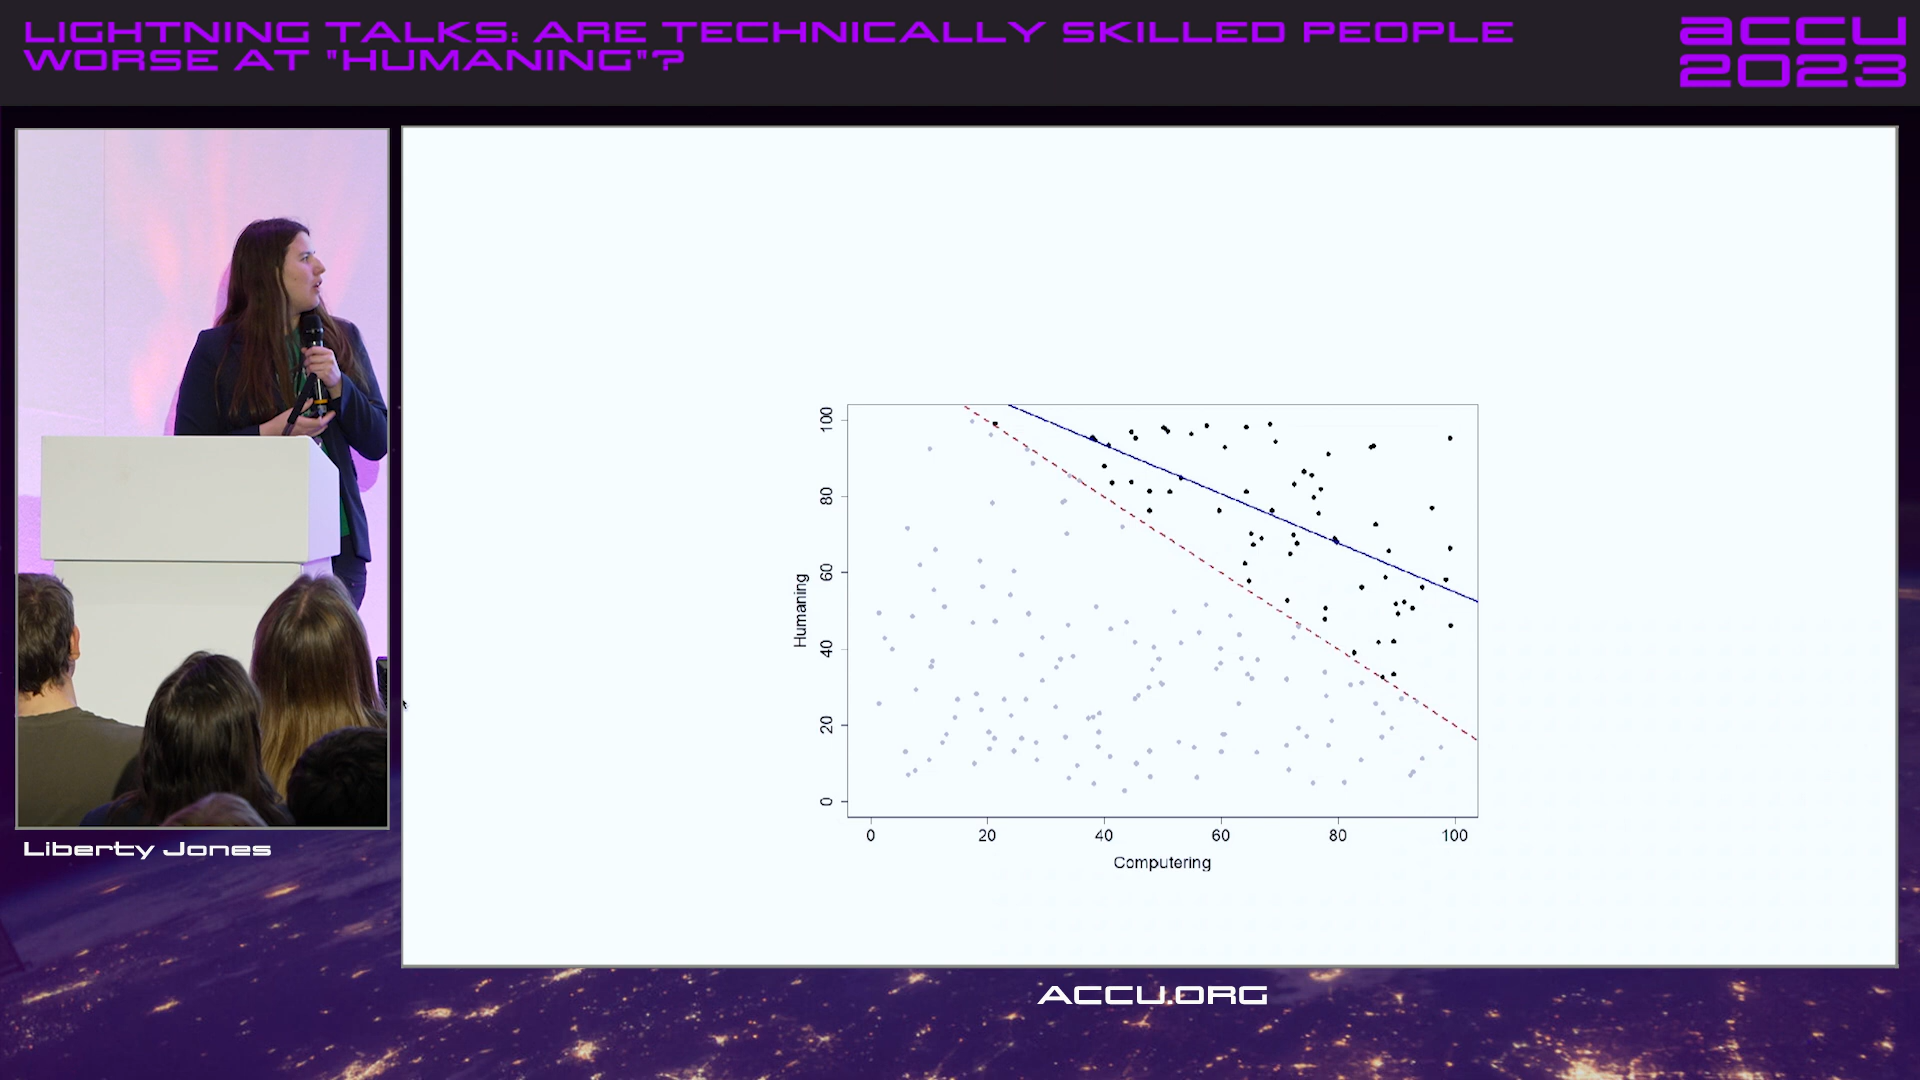 LIGHTNING TALKS: ARE TECHNICALLY SKILLED PEOPLE
WORSE AT "HUMANING"?
accu
2023
100
80
60
40
20
0
Humaning
0 20 40 60 80 100
Computering
Liberty Jones
ACCU.ORG